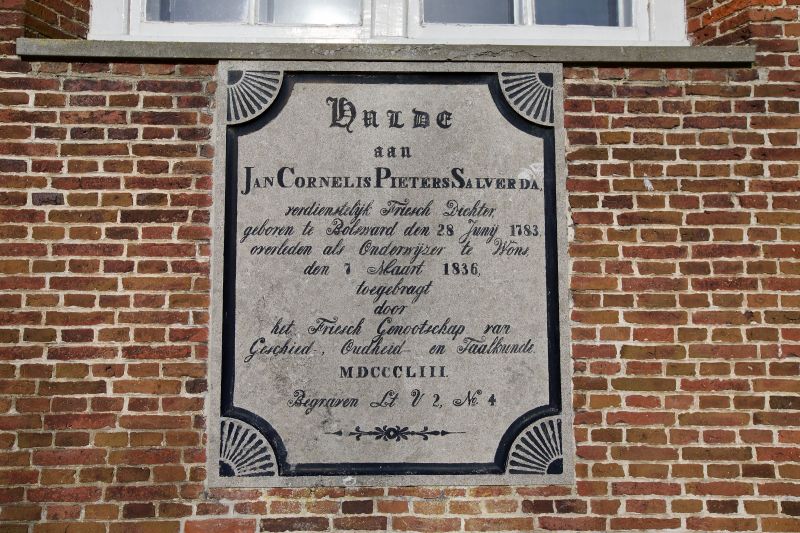 Hulde
aan
Jan Cornelis Pieters Salverda,
verdienstelijk Friesch Dichter,
geboren te Bolsward den 28 Junij 1783.
overleden als Onderwijzer te Wons,
den 7 Maart 1836,
toegebragt
door
het Friesch Genootschap van
Geschied-, Oudheid- en Taalkunde.
MDCCCLIII.
Begraven Lt V 2, No 4